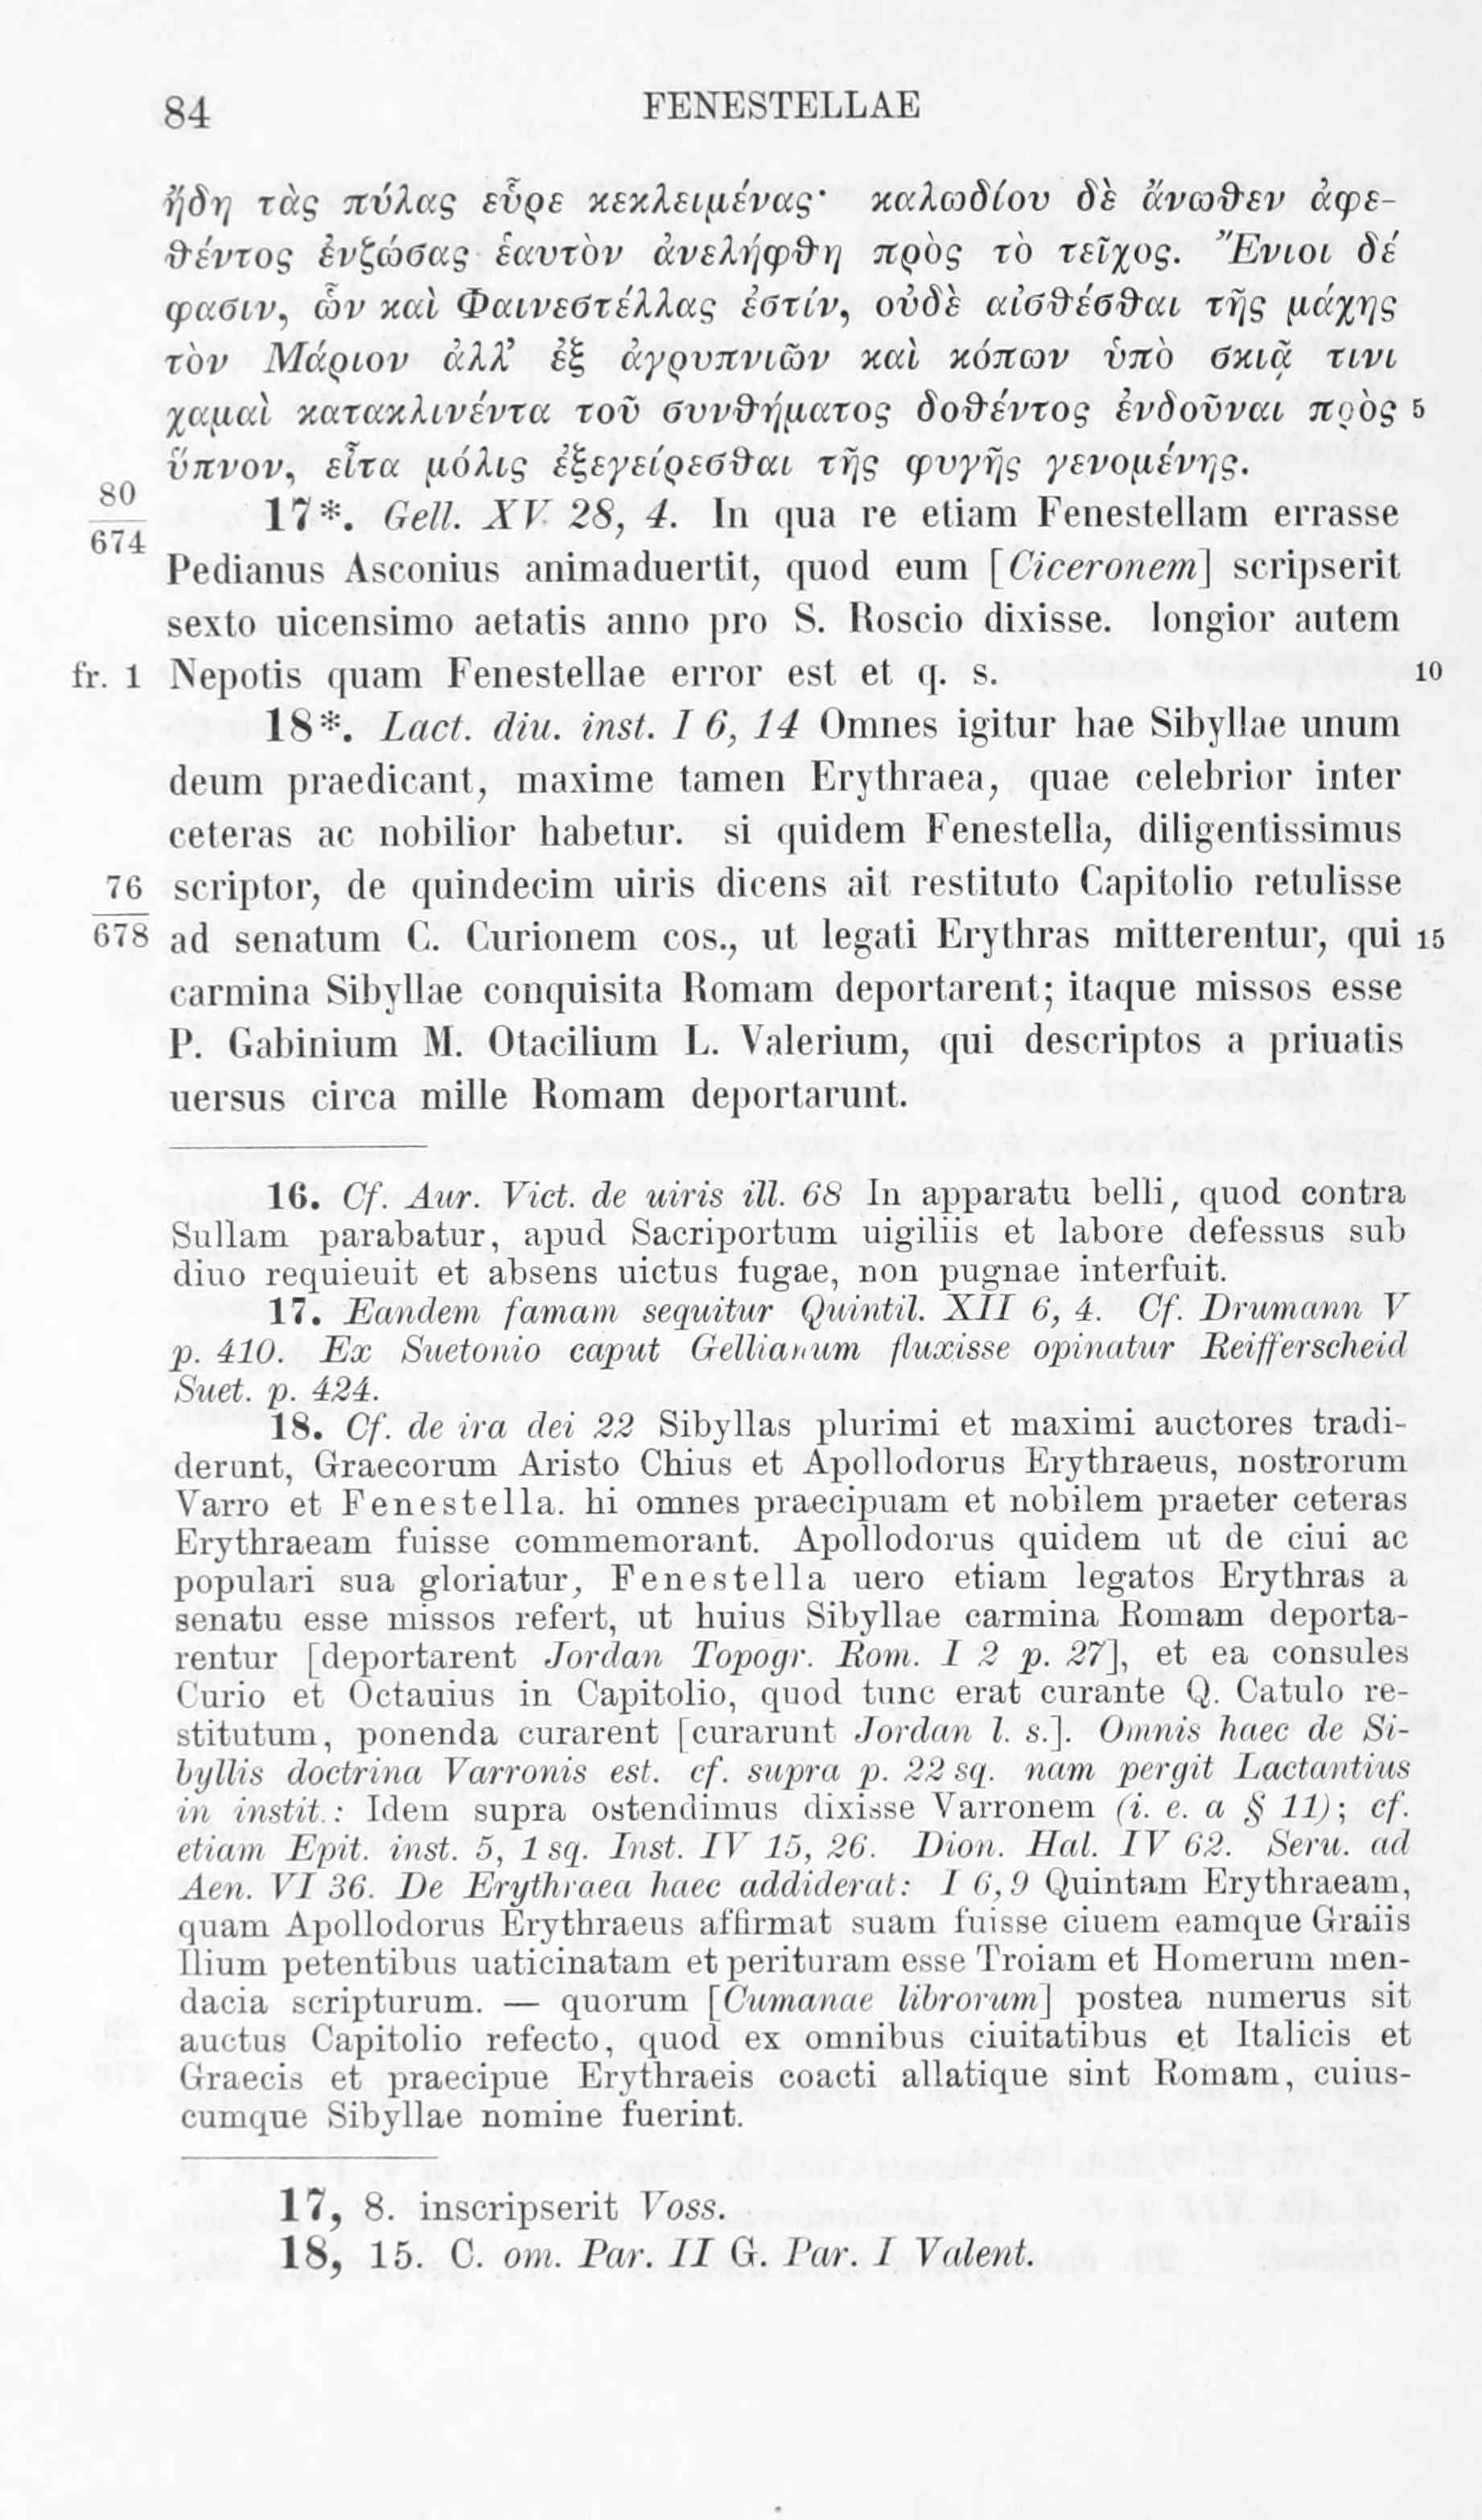 84 FENESTELLAE
ἤδη τὰς πύλας εὗρε κεκλειμένας· καλωδίου δὲ ἄνωθεν ἀφε-
θέντος ἐνζώσας ἑαυτὸν ἀνελήφθη πρὸς τὸ τεῖχος. Ἔνιοι δέ
φασιν, ὧν καὶ Φαινεστέλλας ἐστίν, οὐδὲ αἰσθέσθαι τῆς μάχης
τὸν Μάριον ἀλλ’ ἐξ ἀγρυπνιῶν καὶ κόπων ὑπὸ σκιᾷ τινι
χαμαὶ κατακλινέντα τοῦ συνθήματος δοθέντος ἐνδοῦναι πρὸς 5
ὕπνον, εἶτα μόλις ἐξεγείρεσθαι τῆς φυγῆς γενομένης.
80
674
17*. Gell. XV 28, 4. In qua re etiam Fenestellam errasse
Pedianus Asconius animaduertit, quod eum [Ciceronem] scripserit
sexto uicensimo aetatis anno pro S. Roscio dixisse. longior autem
fr. 1 Nepotis quam Fenestellae error est et q. s. 10
18*. Lact. diu. inst. I 6, 14 Omnes igitur hae Sibyllae unum
deum praedicant, maxime tamen Erythraea, quae celebrior inter
ceteras ac nobilior habetur. si quidem Fenestella, diligentissimus
76 scriptor, de quindecim uiris dicens ait restituto Capitolio retulisse
678 ad senatum C. Curionem cos., ut legati Erythras mitterentur, qui 15
carmina Sibyllae conquisita Romam deportarent; itaque missos esse
P. Gabinium M. Otacilium L. Valerium, qui descriptos a priuatis
uersus circa mille Romam deportarunt.
16. Cf. Aur. Vict. de uiris ill. 68 In apparatu belli, quod contra
Sullam parabatur, apud Sacriportum uigiliis et labore defessus sub
diuo requieuit et absens uictus fugae, non pugnae interfuit.
17. Eandem famam sequitur Quintil. XII 6, 4. Cf. Drumann V
p. 410. Ex Suetonio caput Gellianum fluxisse opinatur Reifferscheid
Suet. p. 424.
18. Cf. de ira dei 22 Sibyllas plurimi et maximi auctores tradi-
derunt, Graecorum Aristo Chius et Apollodorus Erythraeus, nostrorum
Varro et Fenestella. hi omnes praecipuam et nobilem praeter ceteras
Erythraeam fuisse commemorant. Apollodorus quidem ut de ciui ac
populari sua gloriatur, Fenestella uero etiam legatos Erythras a
senatu esse missos refert, ut huius Sibyllae carmina Romam deporta-
rentur [deportarent Jordan Topogr. Rom. I 2 p. 27], et ea consules
Curio et Octauius in Capitolio, quod tunc erat curante Q. Catulo re-
stitutum, ponenda curarent [curarunt Jordan l. s.]. Omnis haec de Si-
byllis doctrina Varronis est. cf. supra p. 22 sq. nam pergit Lactantius
in instit.: Idem supra ostendimus dixisse Varronem (i. e. a § 11); cf.
etiam Epit. inst. 5, 1 sq. Inst. IV 15, 26. Dion. Hal. IV 62. Seru. ad
Aen. VI 36. De Erythraea haec addiderat: I 6, 9 Quintam Erythraeam,
quam Apollodorus Erythraeus affirmat suam fuisse ciuem eamque Graiis
Ilium petentibus uaticinatam et perituram esse Troiam et Homerum men-
dacia scripturum. — quorum [Cumanae librorum] postea numerus sit
auctus Capitolio refecto, quod ex omnibus ciuitatibus et Italicis et
Graecis et praecipue Erythraeis coacti allatique sint Romam, cuius-
cumque Sibyllae nomine fuerint.
17, 8. inscripserit Voss.
18, 15. C. om. Par. II G. Par. I Valent.